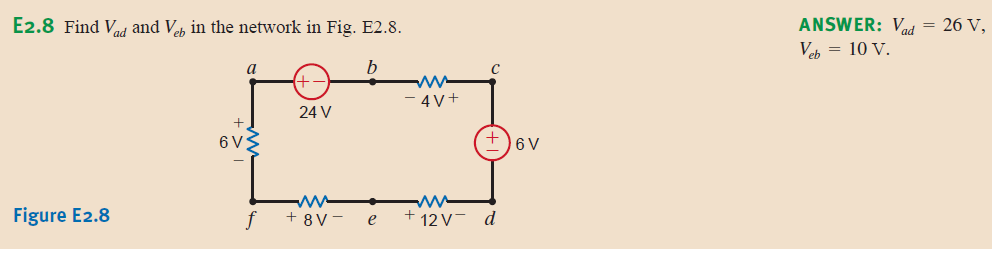 E2.8 Find Vad and Veb in the network in Fig. E2.8.
ANSWER: Vad = 26 V,
Veb = 10 V.
a
b
c
+ −
24 V
− 4 V +
+
6 V
−
+
−
6 V
Figure E2.8
f
+ 8 V −
e
+ 12 V −
d